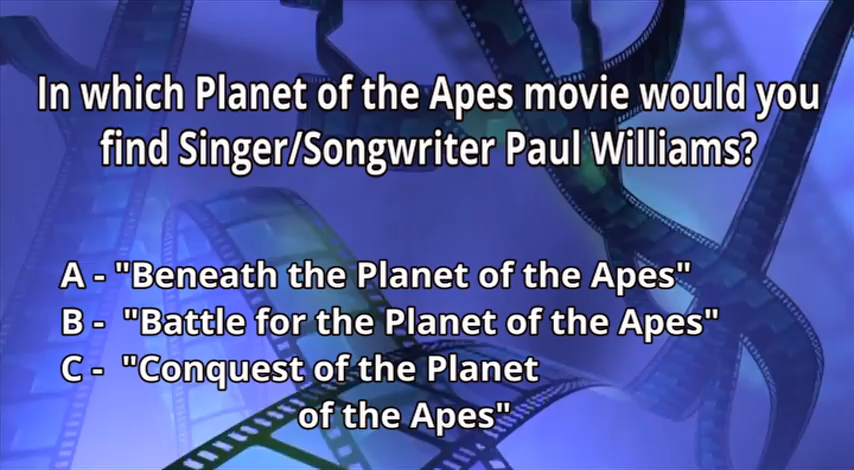 In which Planet of the Apes movie would you
find Singer/Songwriter Paul Williams?
A - "Beneath the Planet of the Apes"
B - "Battle for the Planet of the Apes"
C - "Conquest of the Planet
of the Apes"